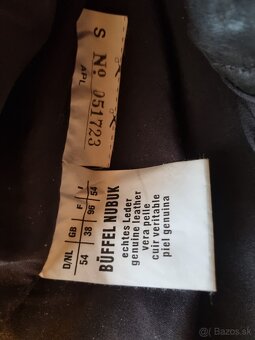 S Nº 051723
APL
D/NL GB F I
54 38 96 54
BÜFFEL NUBUK
echtes Leder
genuine leather
vera pelle
cuir veritable
piel genuina
Bazos.sk